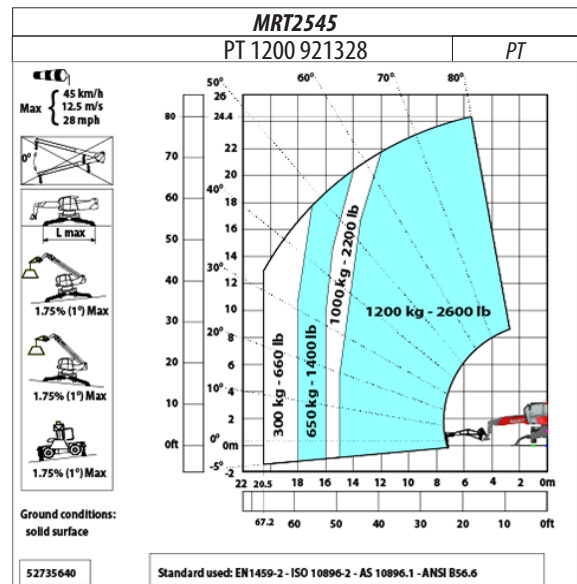 MRT2545
PT 1200 921328
PT
45 km/h
Max { 12.5 m/s
28 mph
0°
L max
1.75% (1°) Max
1.75% (1°) Max
1.75% (1°) Max
Ground conditions:
solid surface
52735640
80
70
60
50
40
30
20
10
0ft
26
24.4
22
20
18
16
14
12
10
8
6
4
2
0m
-2
50°
60°
70°
80°
40°
30°
20°
10°
0°
-5°
300 kg - 660 lb
650 kg - 1400 lb
1000 kg - 2200 lb
1200 kg - 2600 lb
22 20.5 18 16 14 12 10 8 6 4 2 0m
67.2 60 50 40 30 20 10 0ft
Standard used: EN1459-2 - ISO 10896-2 - AS 10896.1 - ANSI B56.6